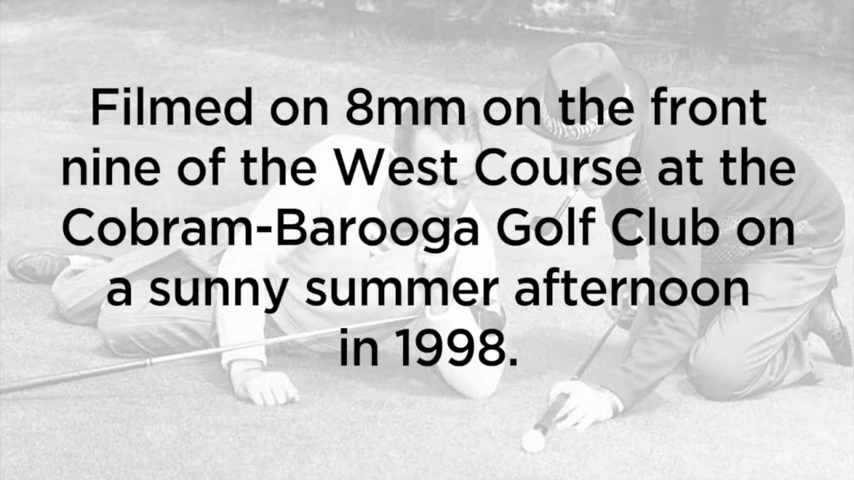 Filmed on 8mm on the front
nine of the West Course at the
Cobram-Barooga Golf Club on
a sunny summer afternoon
in 1998.